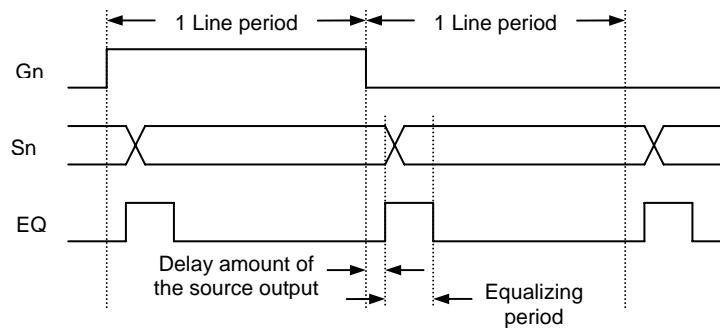 1 Line period
1 Line period
Gn
Sn
EQ
Delay amount of
the source output
Equalizing
period